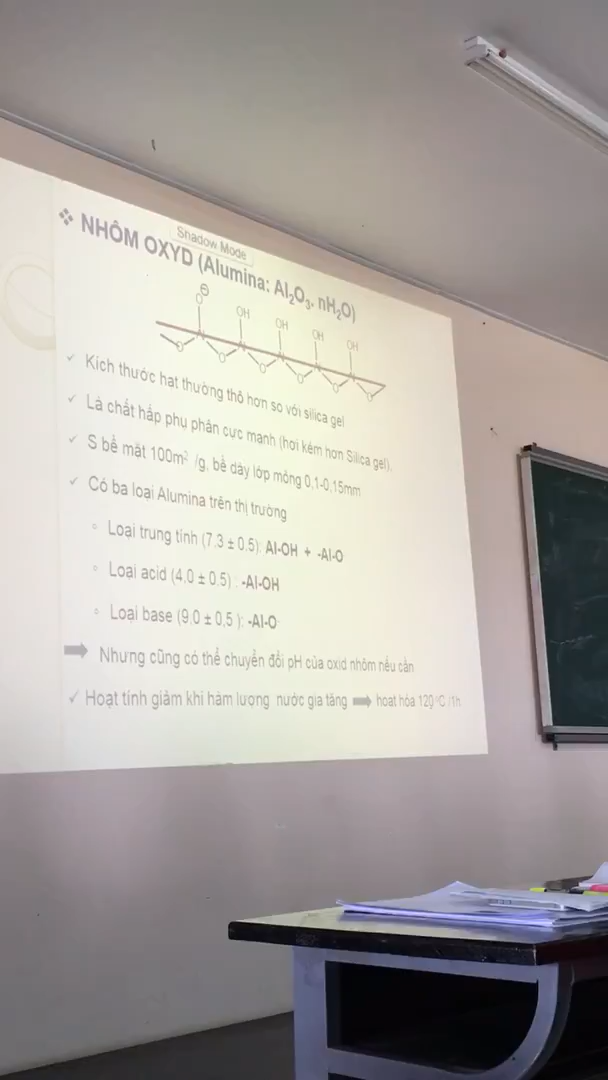 Shadow Mode
❖ NHÔM OXYD (Alumina: Al₂O₃. nH₂O)
⊖
O OH OH OH OH
O O O O O O
✓ Kích thước hạt thường thô hơn so với silica gel
✓ Là chất hấp phụ phân cực mạnh (hơi kém hơn Silica gel).
✓ S bề mặt 100m² /g, bề dày lớp mỏng 0,1-0,15mm
✓ Có ba loại Alumina trên thị trường
◦ Loại trung tính (7.3 ± 0.5): Al-OH + -Al-O
◦ Loại acid (4,0 ± 0.5) : -Al-OH
◦ Loại base (9.0 ± 0,5 ): -Al-O
➡ Nhưng cũng có thể chuyển đổi pH của oxid nhôm nếu cần
✓ Hoạt tính giảm khi hàm lượng nước gia tăng ➡ hoạt hóa 120 °C /1h